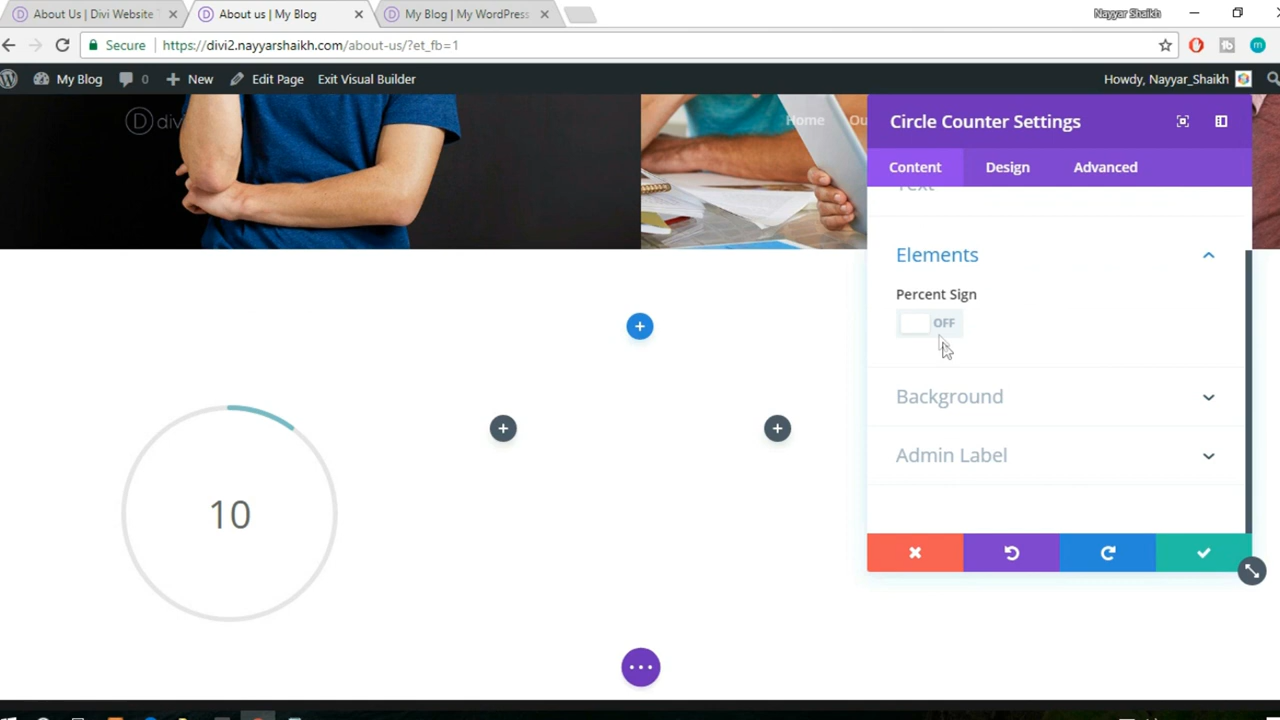 About Us | Divi Website
About us | My Blog
My Blog | My WordPress
Nayyar Shaikh
Secure
https://divi2.nayyarshaikh.com/about-us/?et_fb=1
My Blog
0
New
Edit Page
Exit Visual Builder
Howdy, Nayyar_Shaikh
D divi
Home
Ou
Circle Counter Settings
Content
Design
Advanced
Text
Elements
Percent Sign
OFF
Background
Admin Label
10